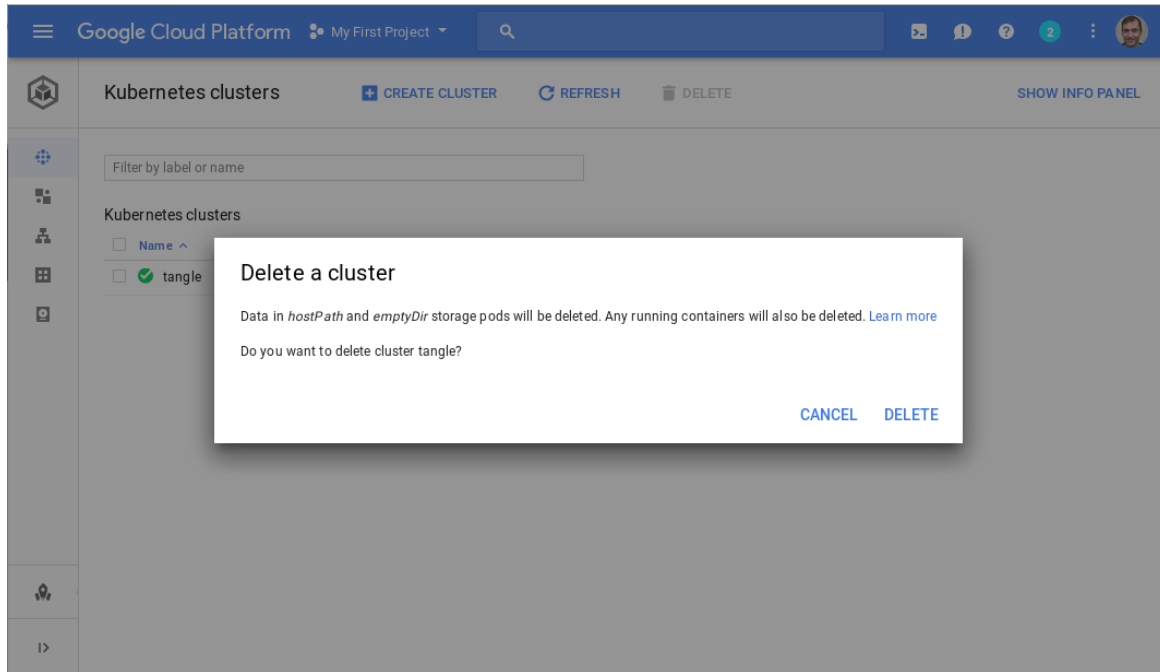 Google Cloud Platform My First Project 2
Kubernetes clusters CREATE CLUSTER REFRESH DELETE SHOW INFO PANEL
Filter by label or name
Kubernetes clusters
Name
tangle
Delete a cluster
Data in hostPath and emptyDir storage pods will be deleted. Any running containers will also be deleted. Learn more
Do you want to delete cluster tangle?
CANCEL DELETE